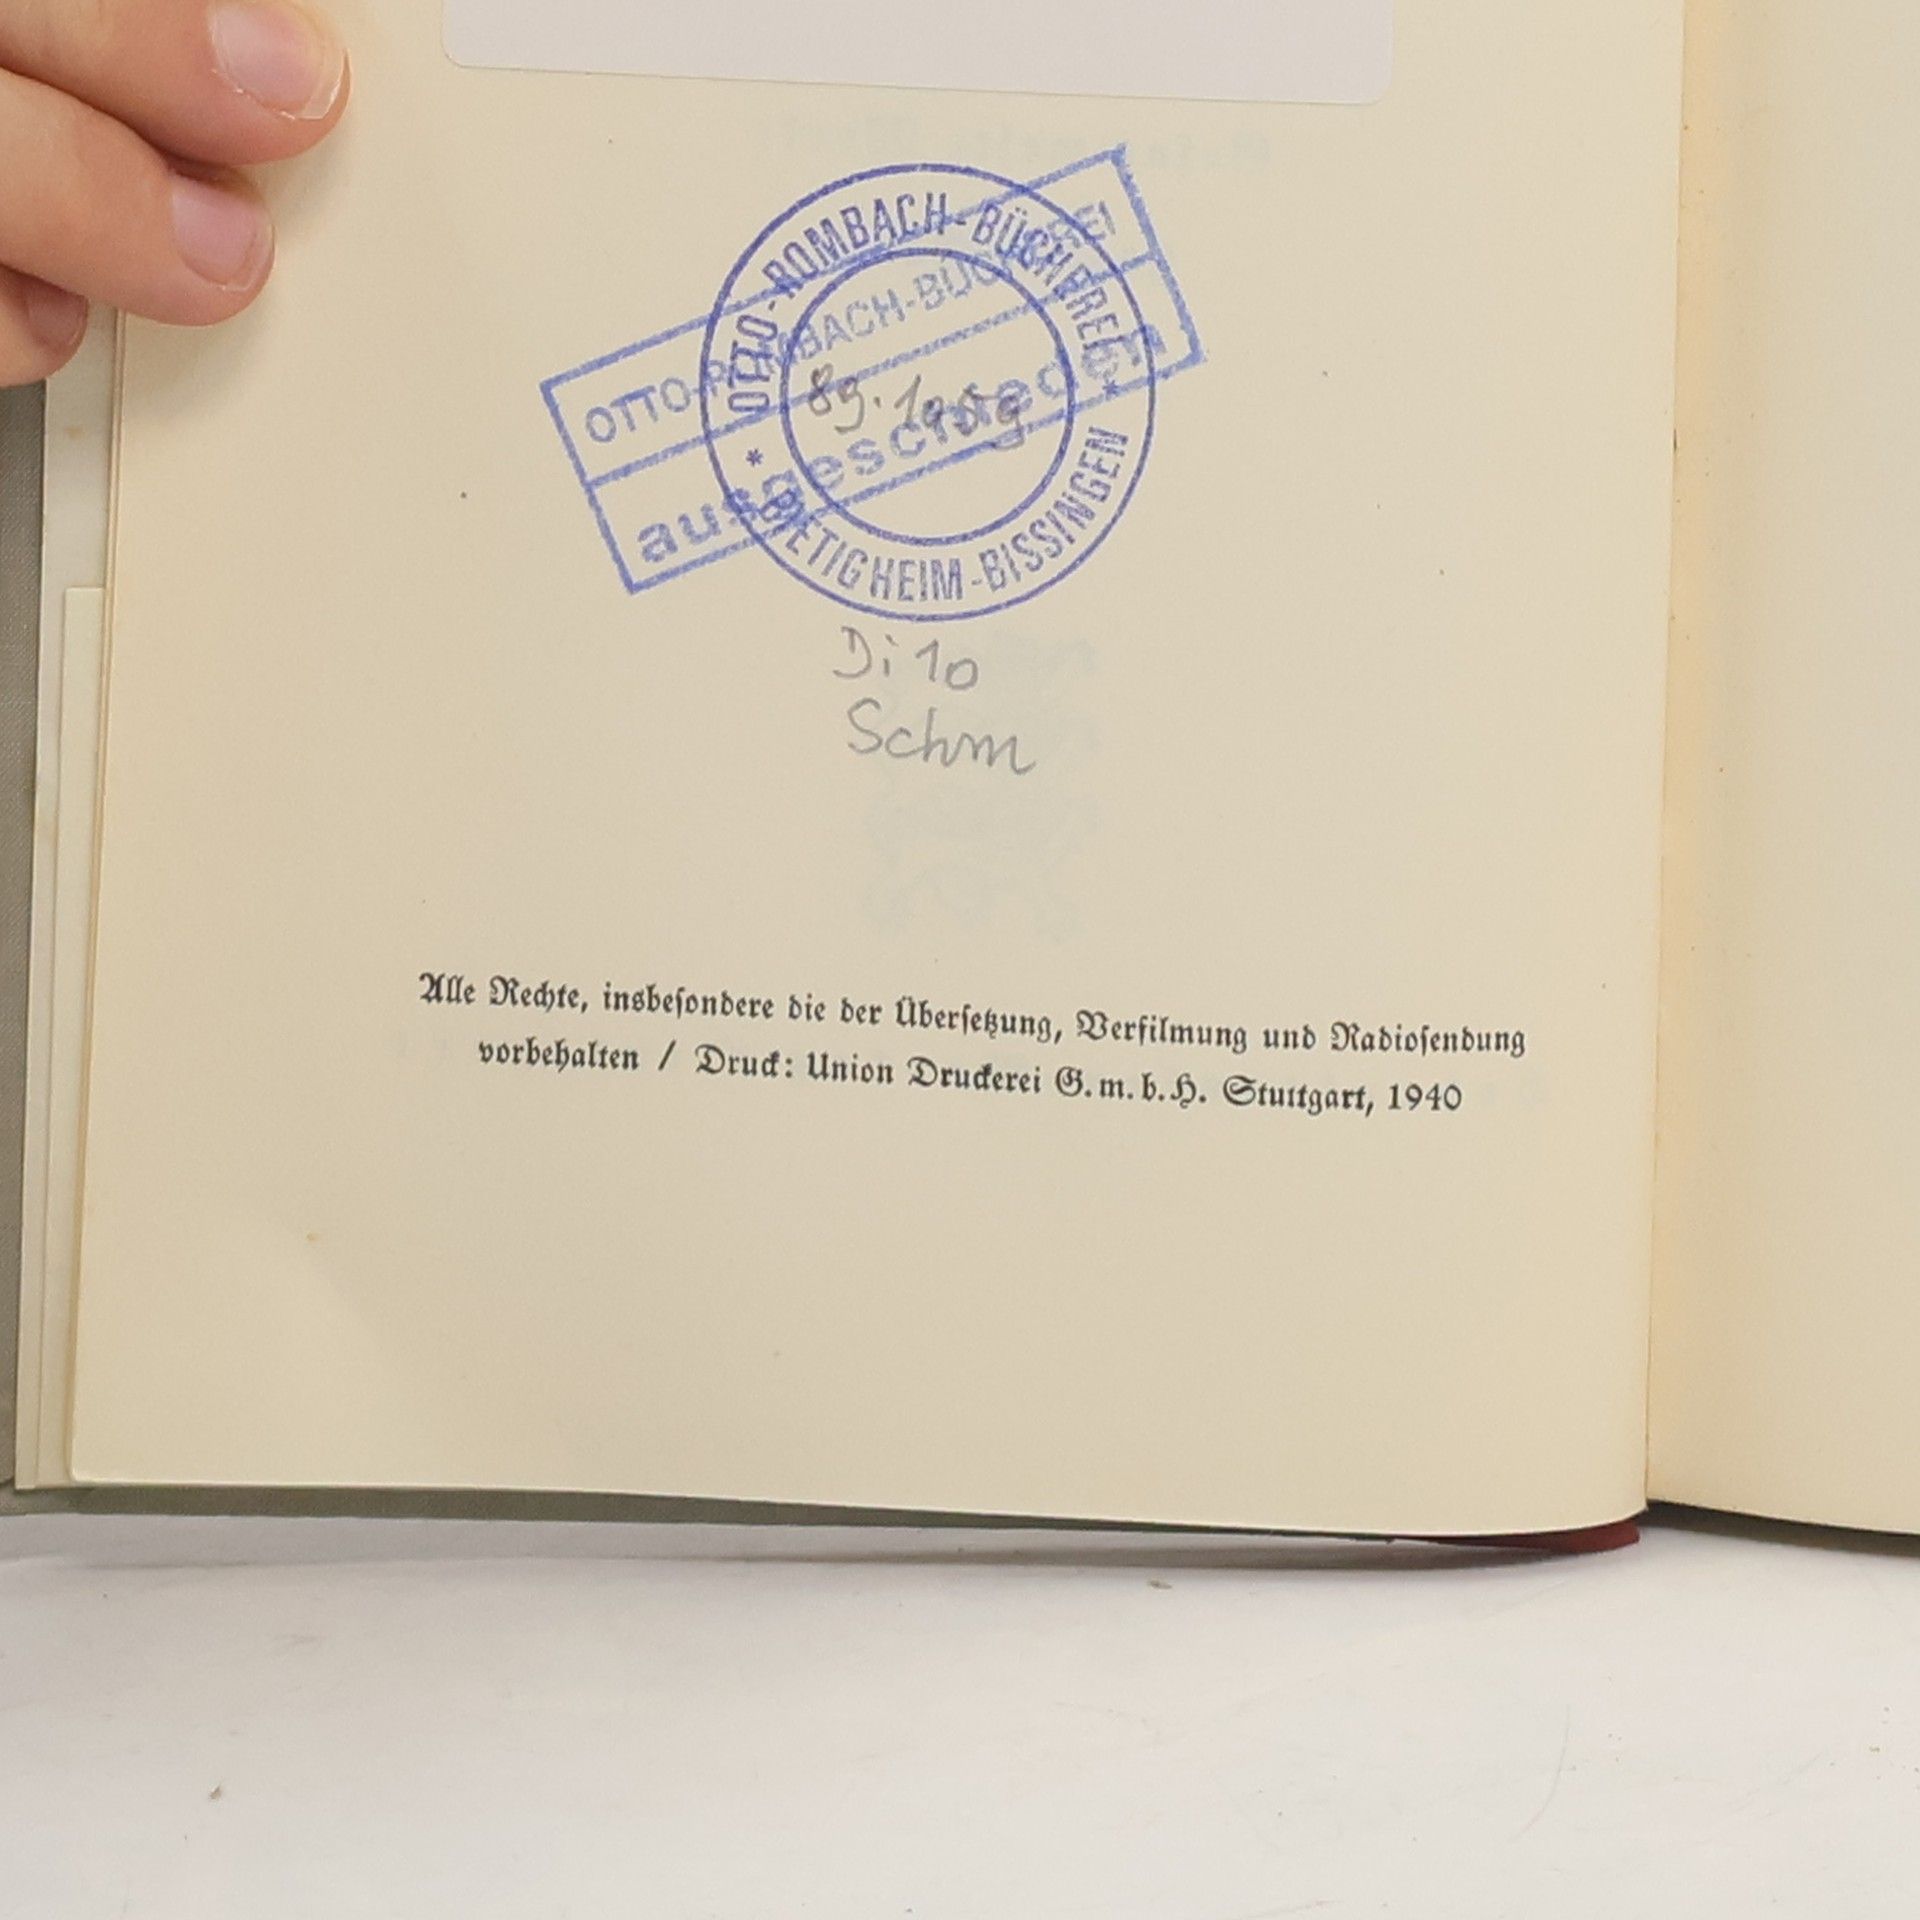 OTTO-ROMBACH-BÜCHEREI
* BIETIGHEIM-BISSINGEN *
OTTO-ROMBACH-BÜCHEREI
ausgeschieden
Di 10
Schm
Alle Rechte, insbesondere die der Übersetzung, Verfilmung und Radiosendung
vorbehalten / Druck: Union Druckerei G. m. b. H. Stuttgart, 1940